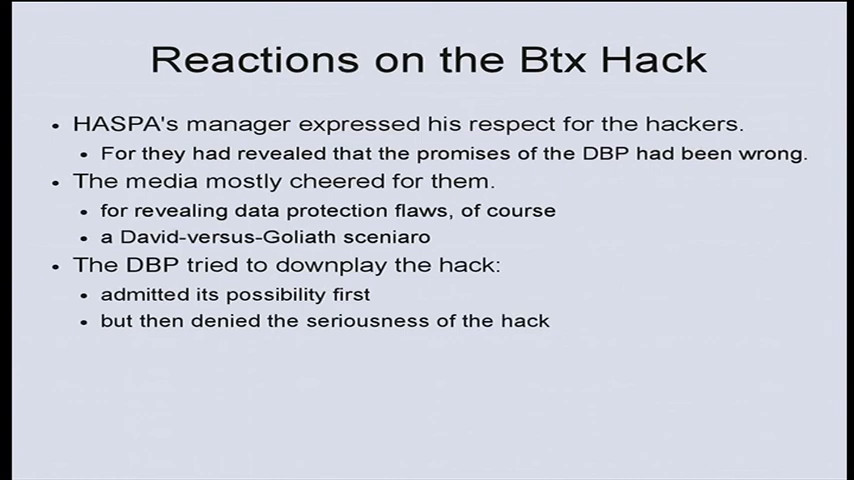 Reactions on the Btx Hack
• HASPA's manager expressed his respect for the hackers.
• For they had revealed that the promises of the DBP had been wrong.
• The media mostly cheered for them.
• for revealing data protection flaws, of course
• a David-versus-Goliath sceniaro
• The DBP tried to downplay the hack:
• admitted its possibility first
• but then denied the seriousness of the hack